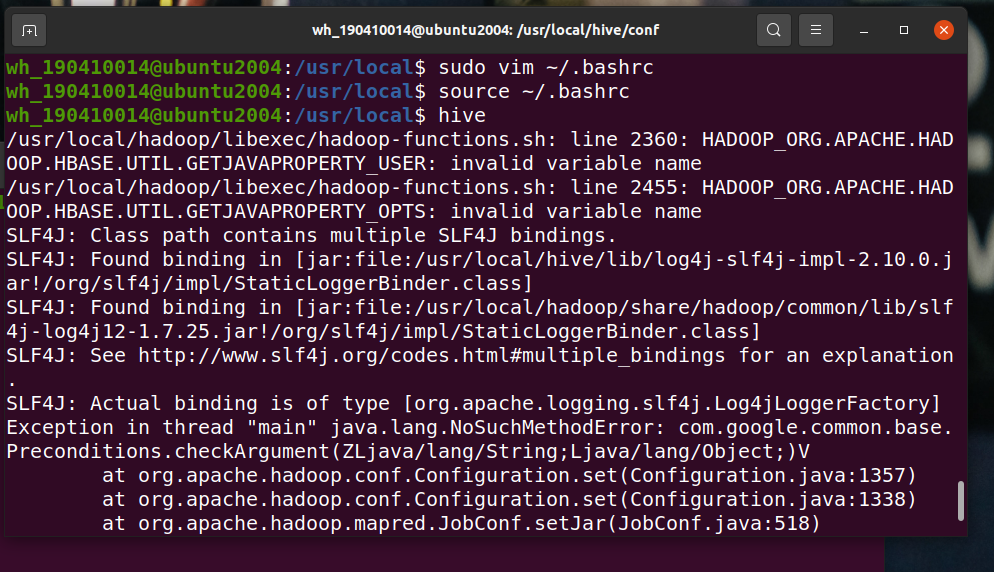 wh_190410014@ubuntu2004: /usr/local/hive/conf
wh_190410014@ubuntu2004:/usr/local$ sudo vim ~/.bashrc
wh_190410014@ubuntu2004:/usr/local$ source ~/.bashrc
wh_190410014@ubuntu2004:/usr/local$ hive
/usr/local/hadoop/libexec/hadoop-functions.sh: line 2360: HADOOP_ORG.APACHE.HAD
OOP.HBASE.UTIL.GETJAVAPROPERTY_USER: invalid variable name
/usr/local/hadoop/libexec/hadoop-functions.sh: line 2455: HADOOP_ORG.APACHE.HAD
OOP.HBASE.UTIL.GETJAVAPROPERTY_OPTS: invalid variable name
SLF4J: Class path contains multiple SLF4J bindings.
SLF4J: Found binding in [jar:file:/usr/local/hive/lib/log4j-slf4j-impl-2.10.0.j
ar!/org/slf4j/impl/StaticLoggerBinder.class]
SLF4J: Found binding in [jar:file:/usr/local/hadoop/share/hadoop/common/lib/slf
4j-log4j12-1.7.25.jar!/org/slf4j/impl/StaticLoggerBinder.class]
SLF4J: See http://www.slf4j.org/codes.html#multiple_bindings for an explanation
.
SLF4J: Actual binding is of type [org.apache.logging.slf4j.Log4jLoggerFactory]
Exception in thread "main" java.lang.NoSuchMethodError: com.google.common.base.
Preconditions.checkArgument(ZLjava/lang/String;Ljava/lang/Object;)V
        at org.apache.hadoop.conf.Configuration.set(Configuration.java:1357)
        at org.apache.hadoop.conf.Configuration.set(Configuration.java:1338)
        at org.apache.hadoop.mapred.JobConf.setJar(JobConf.java:518)